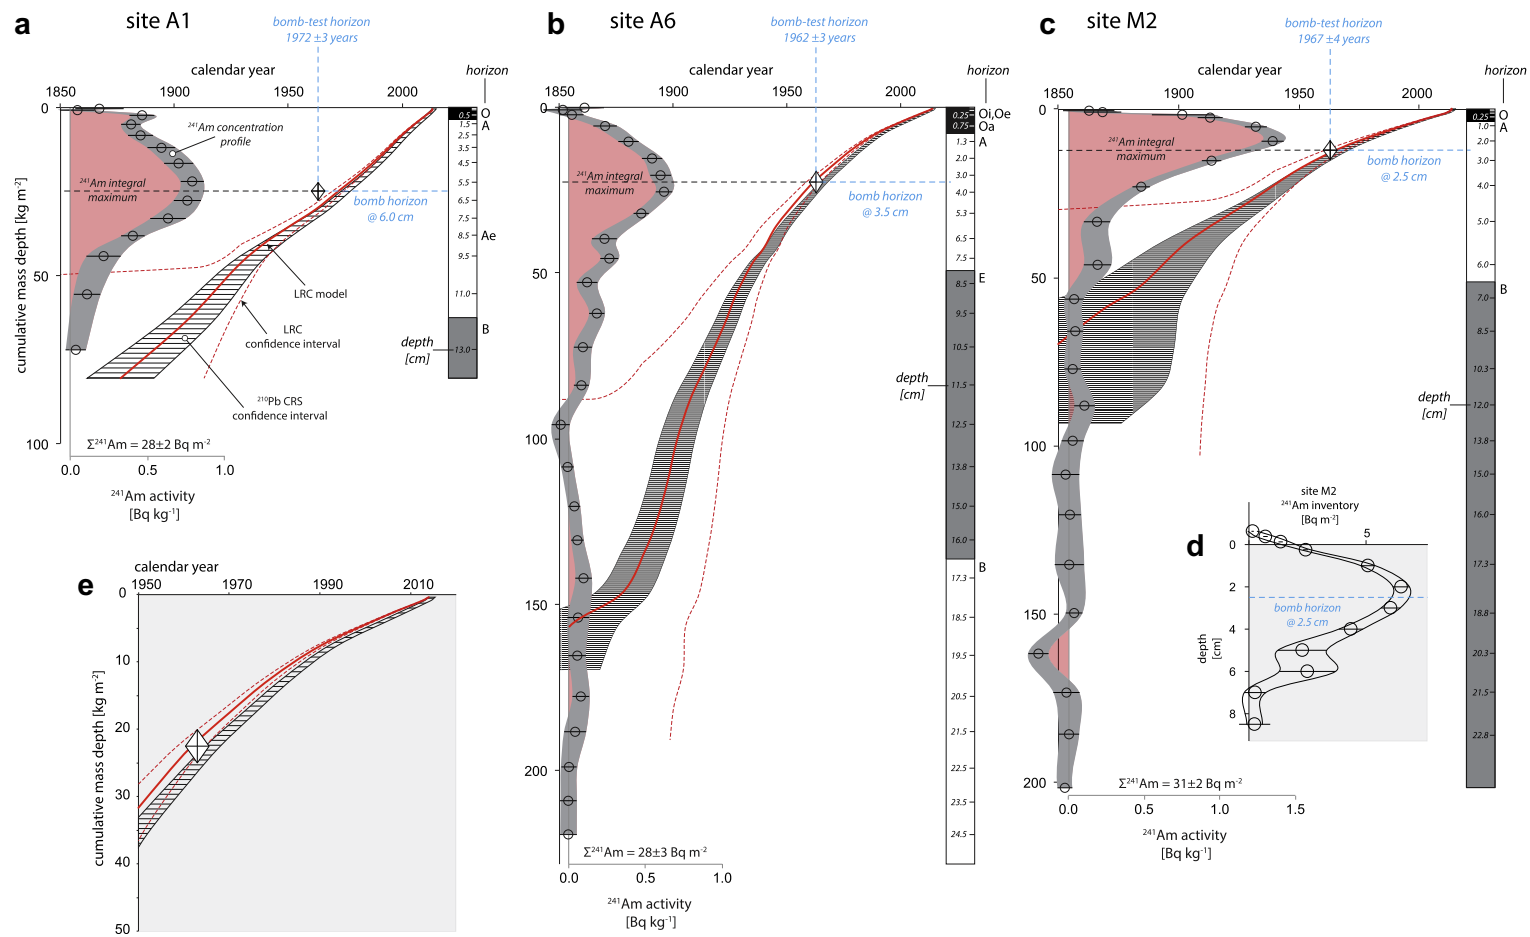 a
site A1
bomb-test horizon
1972 ±3 years
calendar year
horizon
1850
1900
1950
2000
0
50
100
cumulative mass depth [kg m-2]
241Am concentration
profile
241Am integral
maximum
bomb horizon
@ 6.0 cm
LRC model
LRC
confidence interval
210Pb CRS
confidence interval
0.5
1.5
2.5
3.5
4.5
5.5
6.5
7.5
8.5
9.5
11.0
13.0
O
A
Ae
B
depth
[cm]
Σ241Am = 28±2 Bq m-2
0.0
0.5
1.0
241Am activity
[Bq kg-1]
b
site A6
bomb-test horizon
1962 ±3 years
calendar year
horizon
1850
1900
1950
2000
0
50
100
150
200
241Am integral
maximum
bomb horizon
@ 3.5 cm
0.25
0.75
1.3
2.0
3.0
4.0
5.3
6.5
7.5
8.5
9.5
10.5
11.5
12.5
13.8
15.0
16.0
17.3
18.5
19.5
20.5
21.5
22.5
23.5
24.5
Oi,Oe
Oa
A
E
B
depth
[cm]
Σ241Am = 28±3 Bq m-2
0.0
0.5
1.0
241Am activity
[Bq kg-1]
c
site M2
bomb-test horizon
1967 ±4 years
calendar year
horizon
1850
1900
1950
2000
0
50
100
150
200
241Am integral
maximum
bomb horizon
@ 2.5 cm
0.25
1.0
2.0
3.0
4.0
5.0
6.0
7.0
8.5
10.3
12.0
13.8
15.0
16.0
17.3
18.8
20.3
21.5
22.8
O
A
B
depth
[cm]
Σ241Am = 31±2 Bq m-2
0.0
0.5
1.0
1.5
241Am activity
[Bq kg-1]
d
site M2
241Am inventory
[Bq m-2]
5
0
2
4
6
8
depth
[cm]
bomb horizon
@ 2.5 cm
e
calendar year
1950
1970
1990
2010
0
10
20
30
40
50
cumulative mass depth [kg m-2]